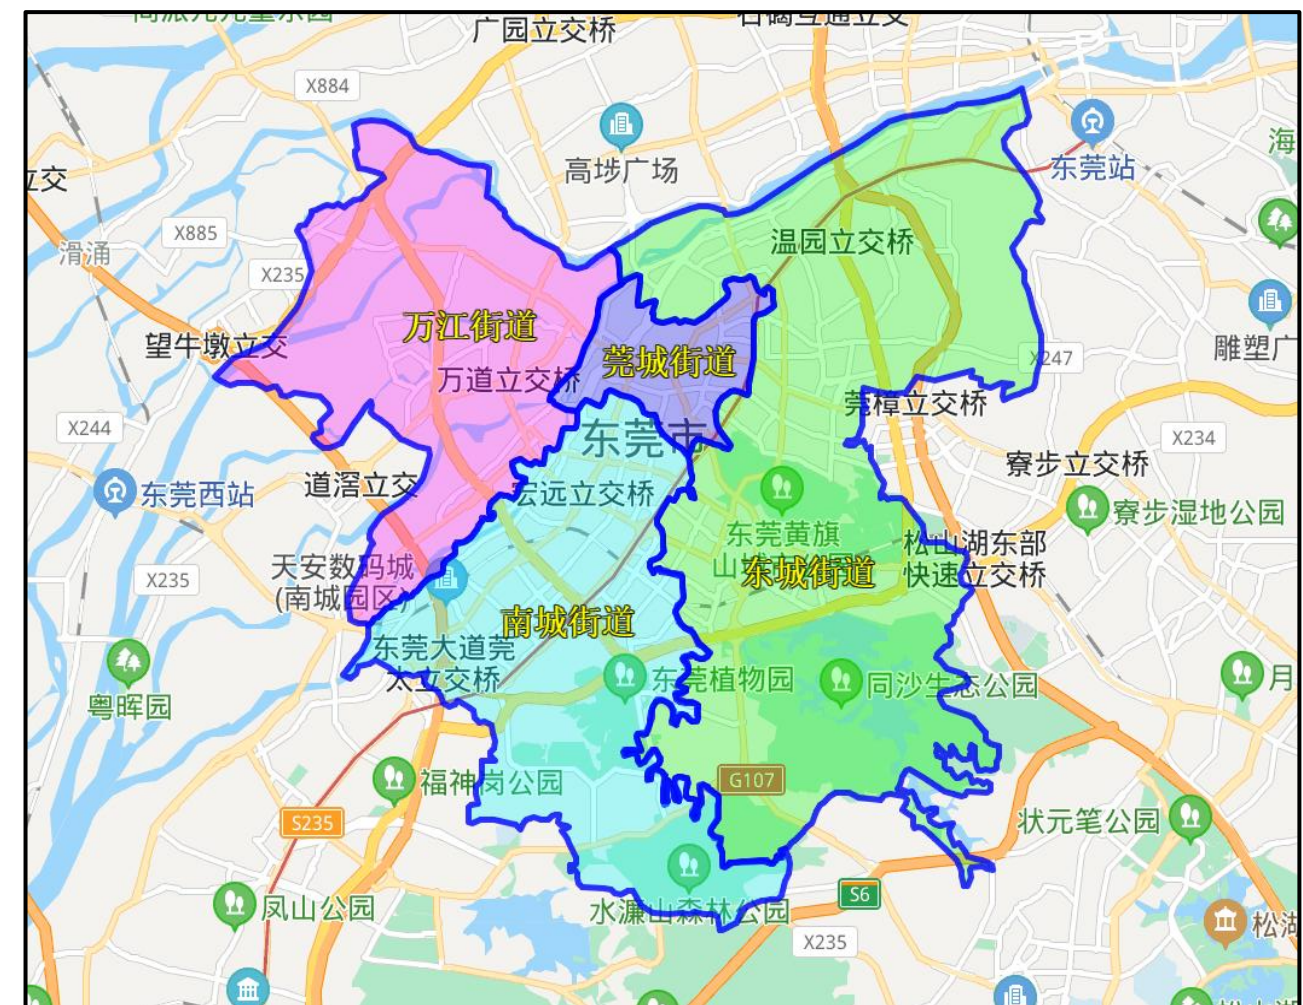 广园立交桥
X884
高埗广场
东莞站
立交
X885
滑涌
温园立交桥
X235
万江街道
望牛墩立交
莞城街道
X247
雕塑广
万道立交桥
莞樟立交桥
X244
东莞市
X234
寮步立交桥
东莞西站
道滘立交
宏远立交桥
寮步湿地公园
东莞黄旗
天安数码城
(南城园区)
X235
东城街道
松山湖东部
快速立交桥
南城街道
东莞大道莞
太立交桥
东莞植物园
同沙生态公园
粤晖园
月
福神岗公园
G107
S235
状元笔公园
凤山公园
水濂山森林公园
S6
X235
松湖